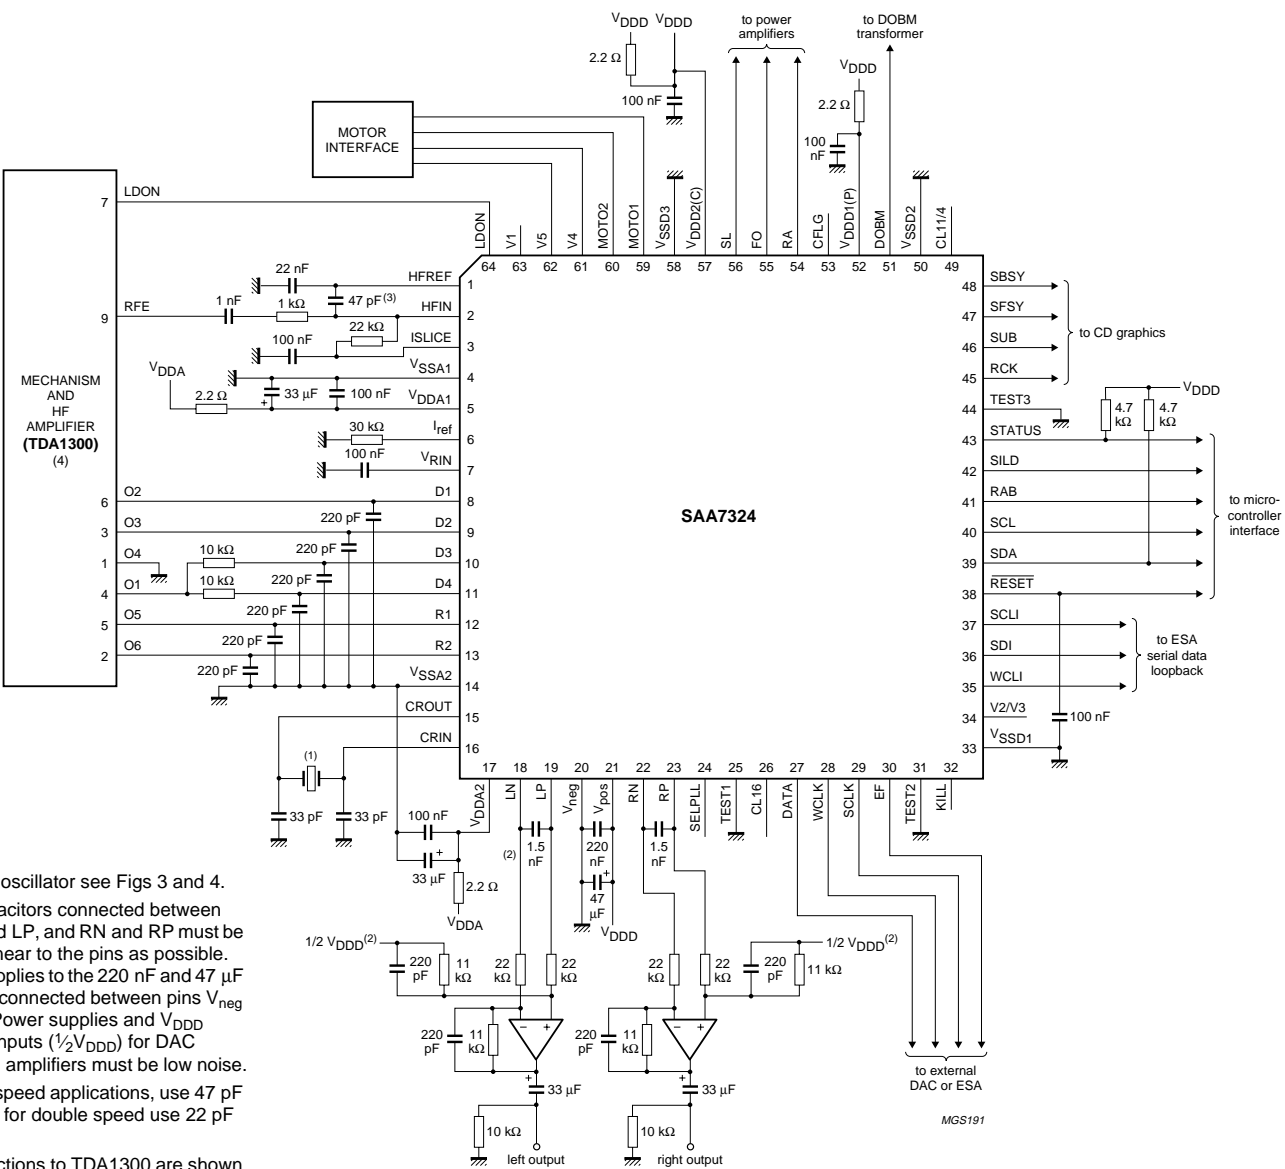 VDDD VDDD
to power
amplifiers
to DOBM
transformer
2.2 Ω
100 nF
VDDD
2.2 Ω
100
nF
MOTOR
INTERFACE
MECHANISM
AND
HF
AMPLIFIER
(TDA1300)
(4)
7 LDON
9 RFE
6 O2
3 O3
1 O4
4 O1
5 O5
2 O6
LDON V1 V5 V4 MOTO2 MOTO1 VSSD3 VDDD2(C) SL FO RA CFLG VDDD1(P) DOBM VSSD2 CL11/4
64 63 62 61 60 59 58 57 56 55 54 53 52 51 50 49
22 nF
HFREF 1
47 pF(3)
1 nF
1 kΩ
HFIN 2
22 kΩ
ISLICE 3
100 nF
VSSA1 4
VDDA
33 μF
+
100 nF
2.2 Ω
VDDA1 5
30 kΩ
Iref 6
100 nF
VRIN 7
D1 8
220 pF
D2 9
220 pF
10 kΩ
D3 10
220 pF
10 kΩ
D4 11
220 pF
R1 12
220 pF
R2 13
220 pF
VSSA2 14
CROUT 15
CRIN 16
(1)
33 pF
33 pF
SAA7324
48 SBSY
47 SFSY
46 SUB
45 RCK
to CD graphics
44 TEST3
VDDD
4.7
kΩ
4.7
kΩ
43 STATUS
42 SILD
41 RAB
40 SCL
39 SDA
38 RESET
to micro-
controller
interface
37 SCLI
36 SDI
35 WCLI
to ESA
serial data
loopback
34 V2/V3
100 nF
33 VSSD1
17 18 19 20 21 22 23 24 25 26 27 28 29 30 31 32
VDDA2 LN LP Vneg Vpos RN RP SELPLL TEST1 CL16 DATA WCLK SCLK EF TEST2 KILL
100 nF
33 μF
+
2.2 Ω
VDDA
(2)
1.5
nF
220
nF
47
μF
+
VDDD
1.5
nF
1/2 VDDD(2)
220
pF
11
kΩ
22
kΩ
22
kΩ
22
kΩ
22
kΩ
220
pF
11 kΩ
1/2 VDDD(2)
220
pF
11
kΩ
− +
220
pF
11
kΩ
− +
+
33 μF
+
33 μF
10 kΩ
left output
10 kΩ
right output
to external
DAC or ESA
MGS191
oscillator see Figs 3 and 4.
acitors connected between
d LP, and RN and RP must be
near to the pins as possible.
pplies to the 220 nF and 47 μF
connected between pins Vneg
Power supplies and VDDD
nputs (½VDDD) for DAC
amplifiers must be low noise.
speed applications, use 47 pF
for double speed use 22 pF
ctions to TDA1300 are shown